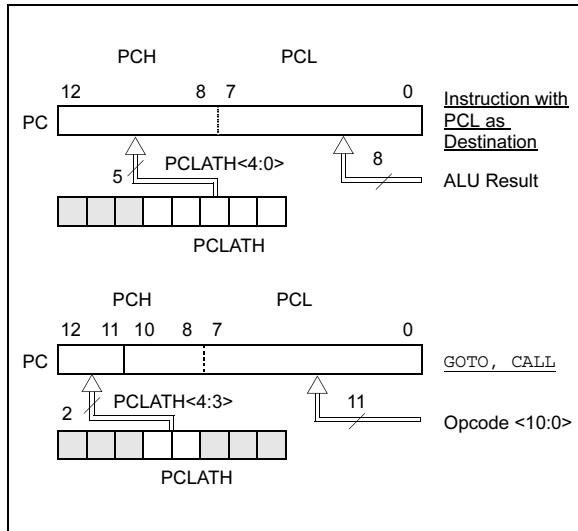 PCH PCL
12 8 7 0
PC
Instruction with
PCL as
Destination
5 PCLATH<4:0> 8
ALU Result
PCLATH
PCH PCL
12 11 10 8 7 0
PC
GOTO, CALL
2 PCLATH<4:3> 11
Opcode <10:0>
PCLATH